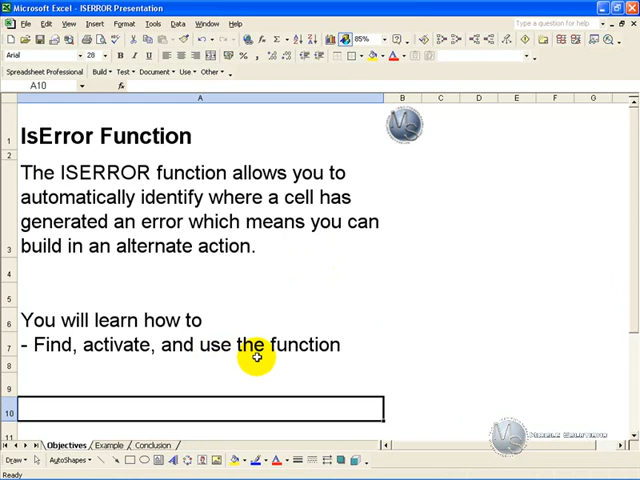 Microsoft Excel - ISERROR Presentation
File Edit View Insert Format Tools Data Window Help
Type a question for help
85%
Arial 28 B I U
Spreadsheet Professional Build Test Document Use Other
A10 fx
A B C D E F G
1 IsError Function
2
The ISERROR function allows you to
automatically identify where a cell has
generated an error which means you can
3 build in an alternate action.
4
5
6 You will learn how to
7 - Find, activate, and use the function
8
9
10
11
Objectives Example Conclusion
Draw AutoShapes
Ready